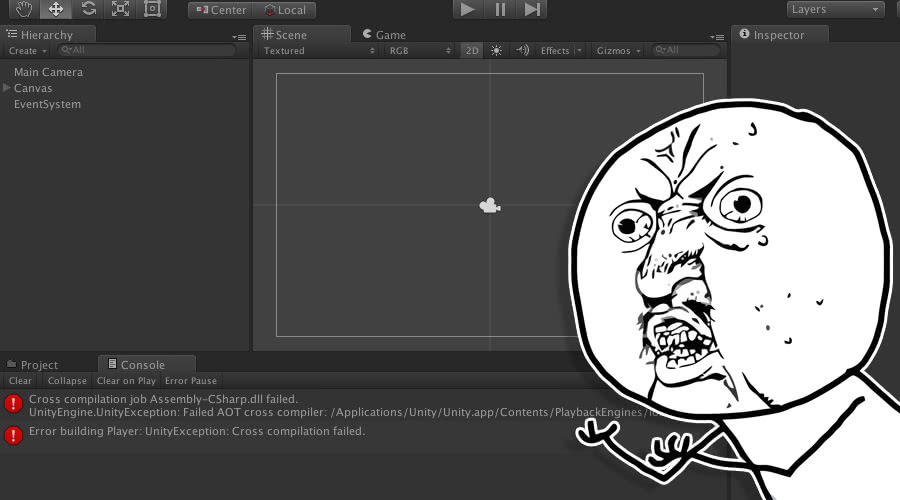 Center
Local
Layers
Hierarchy
Scene
Game
Inspector
Create
All
Textured
RGB
2D
Effects
Gizmos
All
Main Camera
Canvas
EventSystem
Project
Console
Clear
Collapse
Clear on Play
Error Pause
Cross compilation job Assembly-CSharp.dll failed.
UnityEngine.UnityException: Failed AOT cross compiler: /Applications/Unity/Unity.app/Contents/PlaybackEngines/
Error building Player: UnityException: Cross compilation failed.